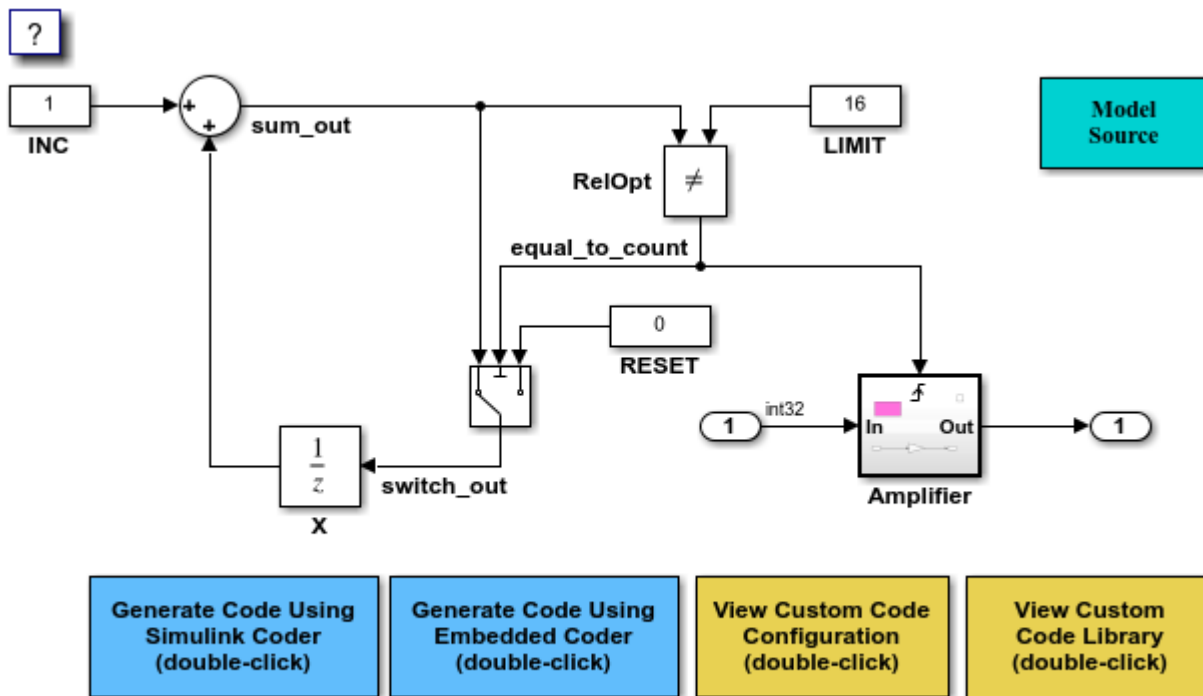 ?
1
INC
+
+
sum_out
16
LIMIT
Model
Source
RelOpt
≠
equal_to_count
0
RESET
1
int32
In
Out
1
Amplifier
1
z
X
switch_out
Generate Code Using
Simulink Coder
(double-click)
Generate Code Using
Embedded Coder
(double-click)
View Custom Code
Configuration
(double-click)
View Custom
Code Library
(double-click)